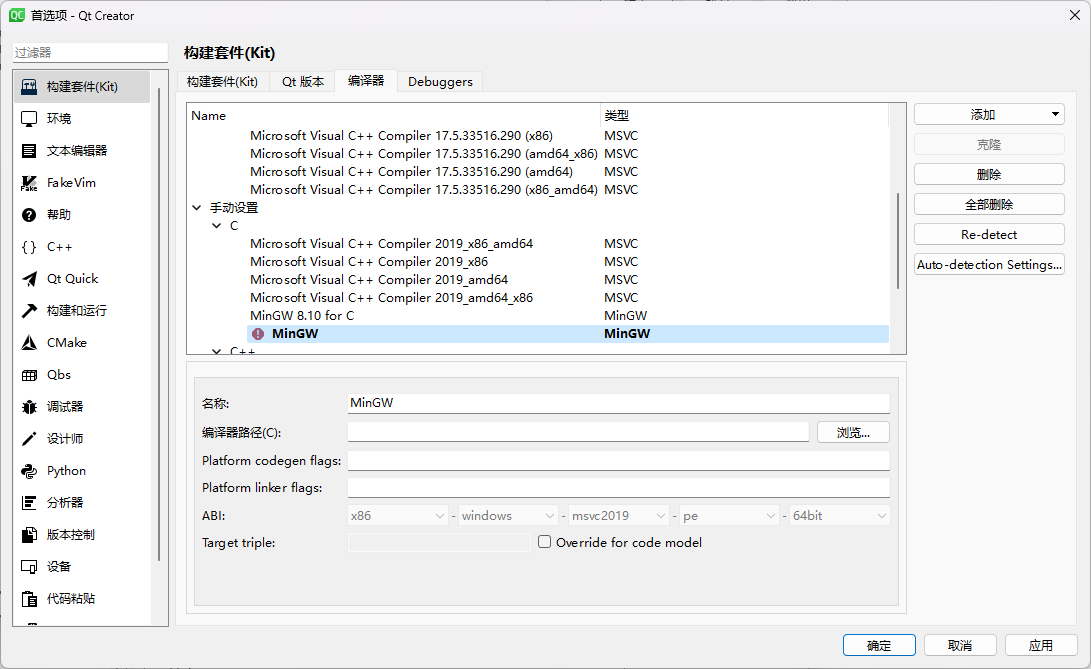 首选项 - Qt Creator
过滤器
构建套件(Kit)
环境
文本编辑器
FakeVim
帮助
C++
Qt Quick
构建和运行
CMake
Qbs
调试器
设计师
Python
分析器
版本控制
设备
代码粘贴
构建套件(Kit)
构建套件(Kit) Qt 版本 编译器 Debuggers
Name 类型
Microsoft Visual C++ Compiler 17.5.33516.290 (x86) MSVC
Microsoft Visual C++ Compiler 17.5.33516.290 (amd64_x86) MSVC
Microsoft Visual C++ Compiler 17.5.33516.290 (amd64) MSVC
Microsoft Visual C++ Compiler 17.5.33516.290 (x86_amd64) MSVC
手动设置
C
Microsoft Visual C++ Compiler 2019_x86_amd64 MSVC
Microsoft Visual C++ Compiler 2019_x86 MSVC
Microsoft Visual C++ Compiler 2019_amd64 MSVC
Microsoft Visual C++ Compiler 2019_amd64_x86 MSVC
MinGW 8.10 for C MinGW
MinGW MinGW
C++
添加
克隆
删除
全部删除
Re-detect
Auto-detection Settings...
名称: MinGW
编译器路径(C): 浏览...
Platform codegen flags:
Platform linker flags:
ABI: x86 - windows - msvc2019 - pe - 64bit
Target triple: Override for code model
确定 取消 应用